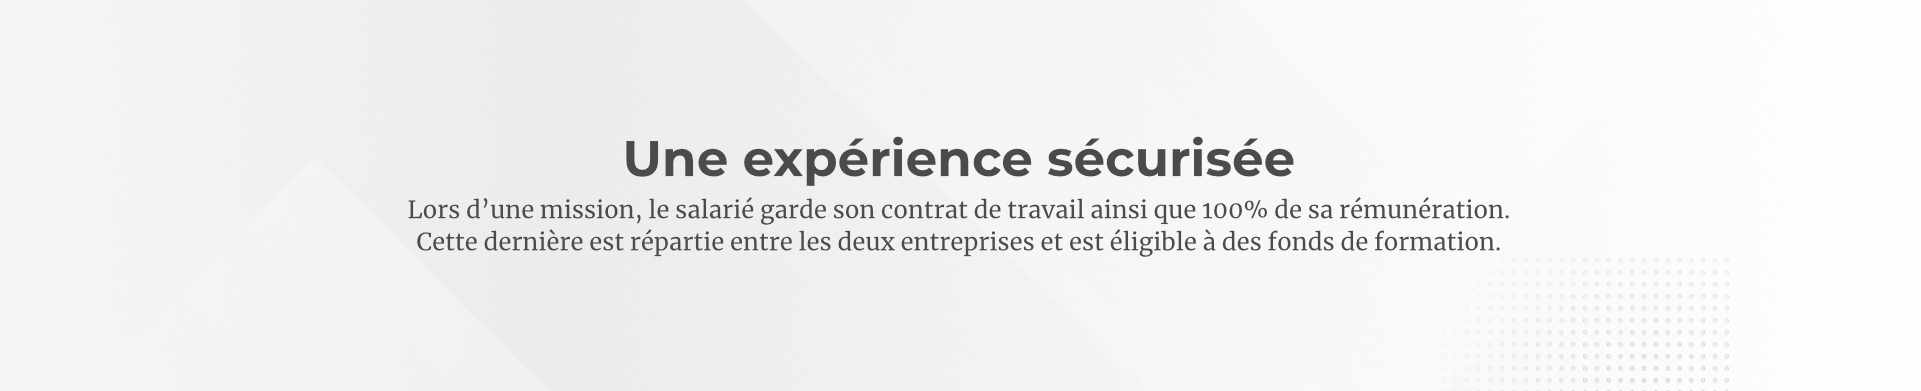 Une expérience sécurisée
Lors d’une mission, le salarié garde son contrat de travail ainsi que 100% de sa rémunération.
Cette dernière est répartie entre les deux entreprises et est éligible à des fonds de formation.